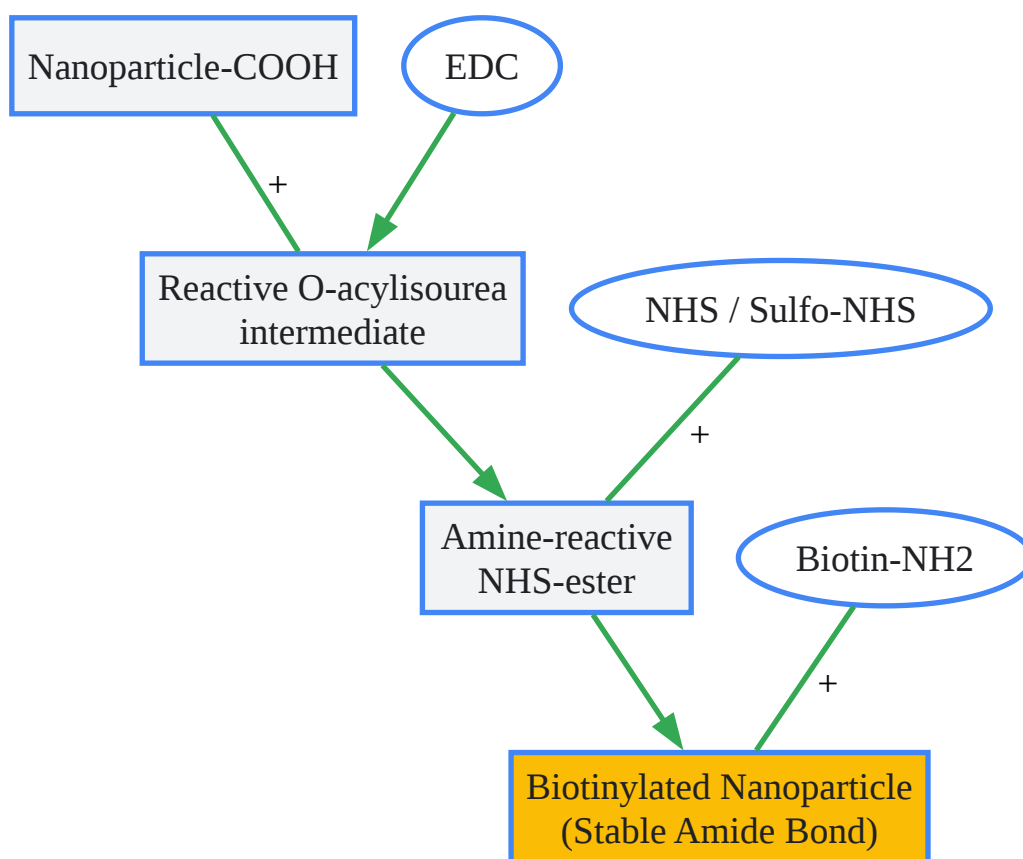 Nanoparticle-COOH
EDC
+
Reactive O-acylisourea
intermediate
NHS / Sulfo-NHS
+
Amine-reactive
NHS-ester
Biotin-NH2
+
Biotinylated Nanoparticle
(Stable Amide Bond)